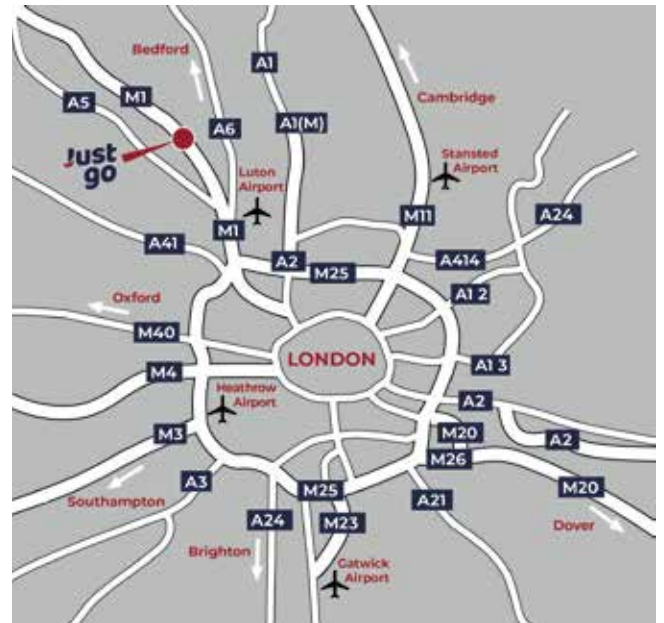 Bedford
A1
M1
A5
A6
A1(M)
Cambridge
Just
go
Luton
Airport
Stansted
Airport
M1
M11
A24
A41
A2
M25
A414
A1 2
Oxford
M40
LONDON
A1 3
M4
Heathrow
Airport
A2
M3
M20
A2
M26
A3
M25
A21
M20
Southampton
A24
M23
Dover
Brighton
Gatwick
Airport